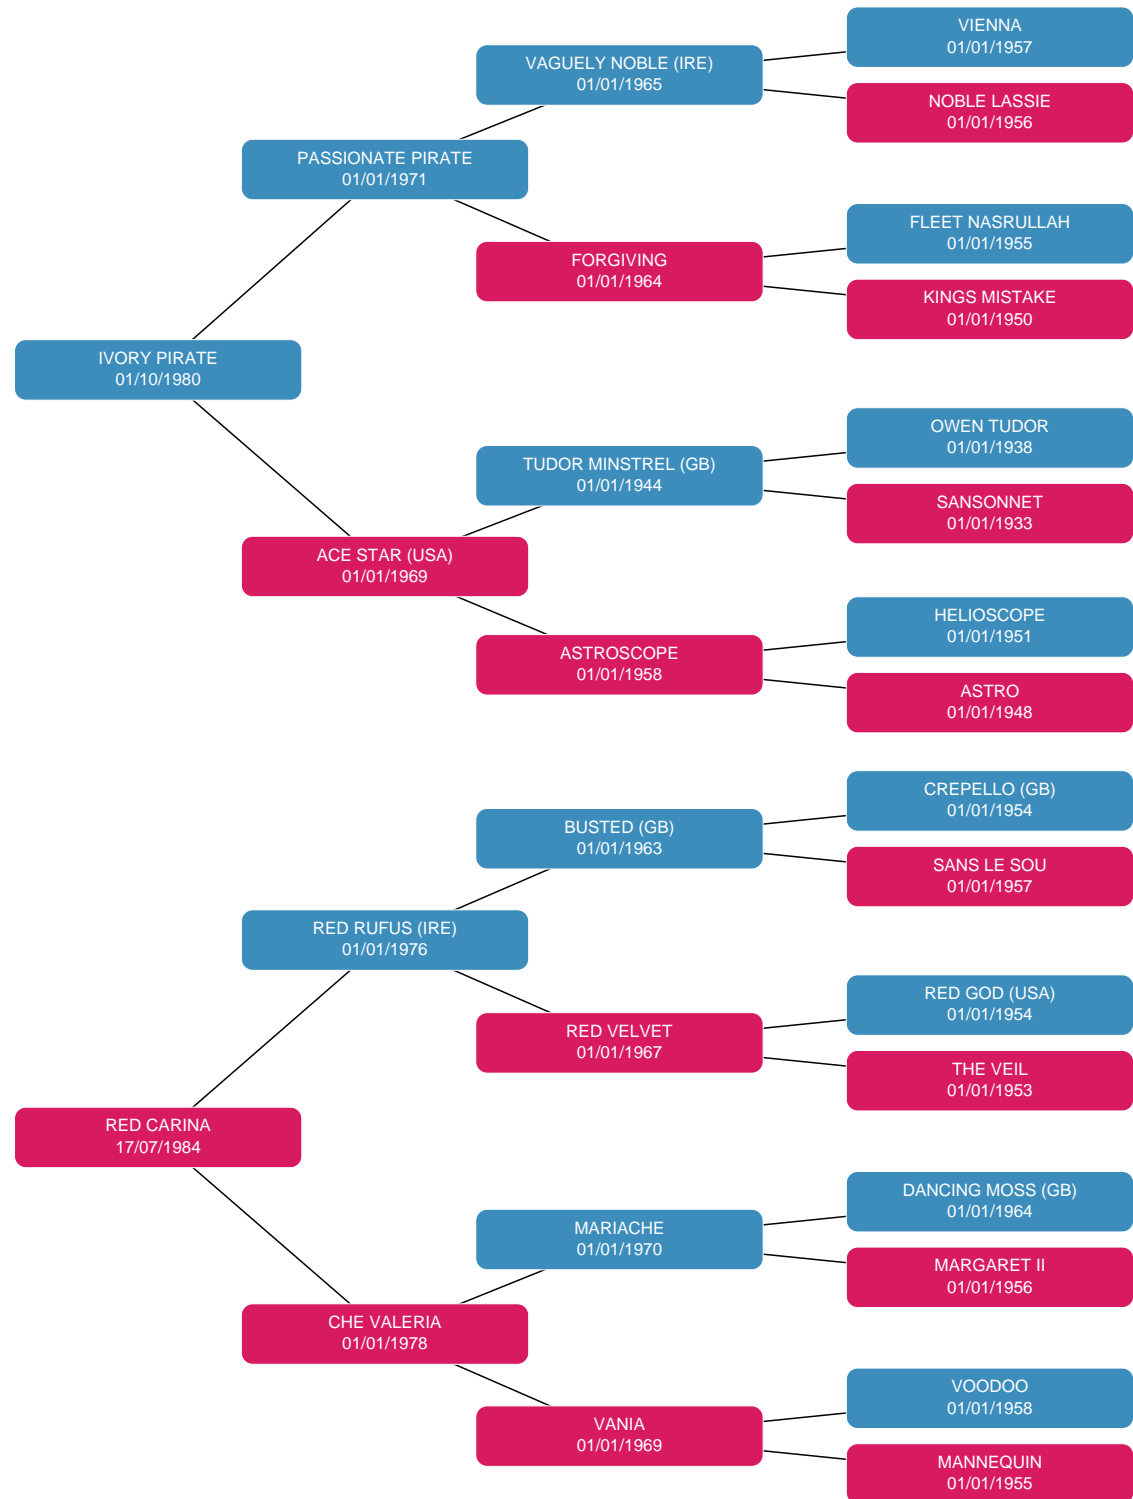 VIENNA
01/01/1957
VAGUELY NOBLE (IRE)
01/01/1965
NOBLE LASSIE
01/01/1956
PASSIONATE PIRATE
01/01/1971
FLEET NASRULLAH
01/01/1955
FORGIVING
01/01/1964
KINGS MISTAKE
01/01/1950
IVORY PIRATE
01/10/1980
OWEN TUDOR
01/01/1938
TUDOR MINSTREL (GB)
01/01/1944
SANSONNET
01/01/1933
ACE STAR (USA)
01/01/1969
HELIOSCOPE
01/01/1951
ASTROSCOPE
01/01/1958
ASTRO
01/01/1948
CREPELLO (GB)
01/01/1954
BUSTED (GB)
01/01/1963
SANS LE SOU
01/01/1957
RED RUFUS (IRE)
01/01/1976
RED GOD (USA)
01/01/1954
RED VELVET
01/01/1967
THE VEIL
01/01/1953
RED CARINA
17/07/1984
DANCING MOSS (GB)
01/01/1964
MARIACHE
01/01/1970
MARGARET II
01/01/1956
CHE VALERIA
01/01/1978
VOODOO
01/01/1958
VANIA
01/01/1969
MANNEQUIN
01/01/1955